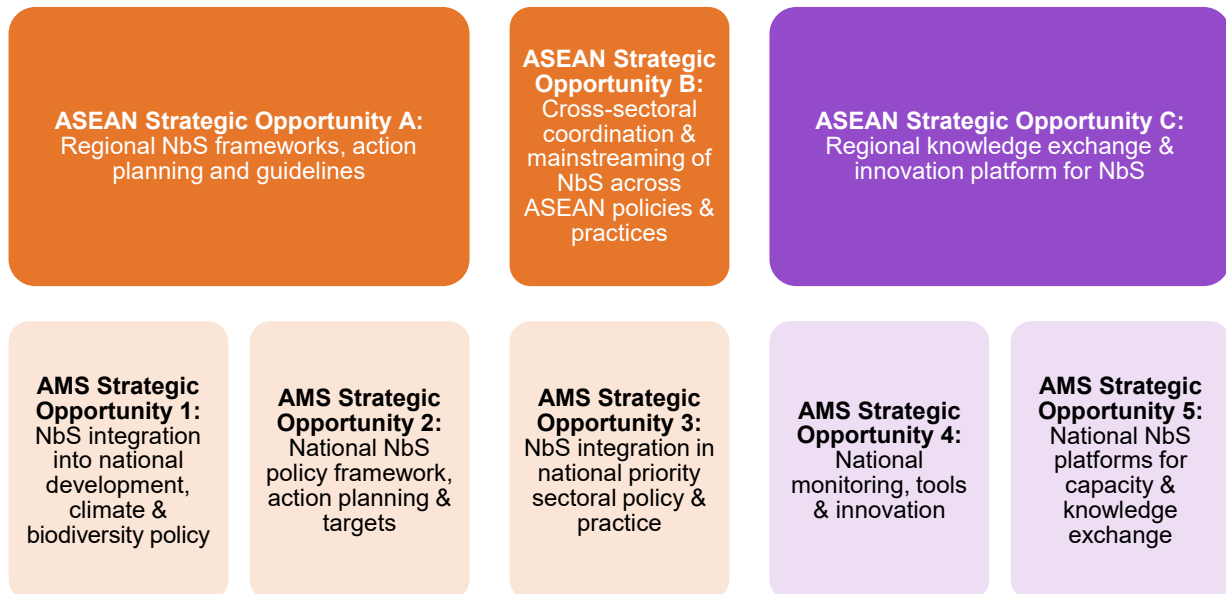 ASEAN Strategic Opportunity A:
Regional NbS frameworks, action
planning and guidelines
ASEAN Strategic
Opportunity B:
Cross-sectoral
coordination &
mainstreaming of
NbS across
ASEAN policies &
practices
ASEAN Strategic Opportunity C:
Regional knowledge exchange &
innovation platform for NbS
AMS Strategic
Opportunity 1:
NbS integration
into national
development,
climate &
biodiversity policy
AMS Strategic
Opportunity 2:
National NbS
policy framework,
action planning &
targets
AMS Strategic
Opportunity 3:
NbS integration in
national priority
sectoral policy &
practice
AMS Strategic
Opportunity 4:
National
monitoring, tools
& innovation
AMS Strategic
Opportunity 5:
National NbS
platforms for
capacity &
knowledge
exchange